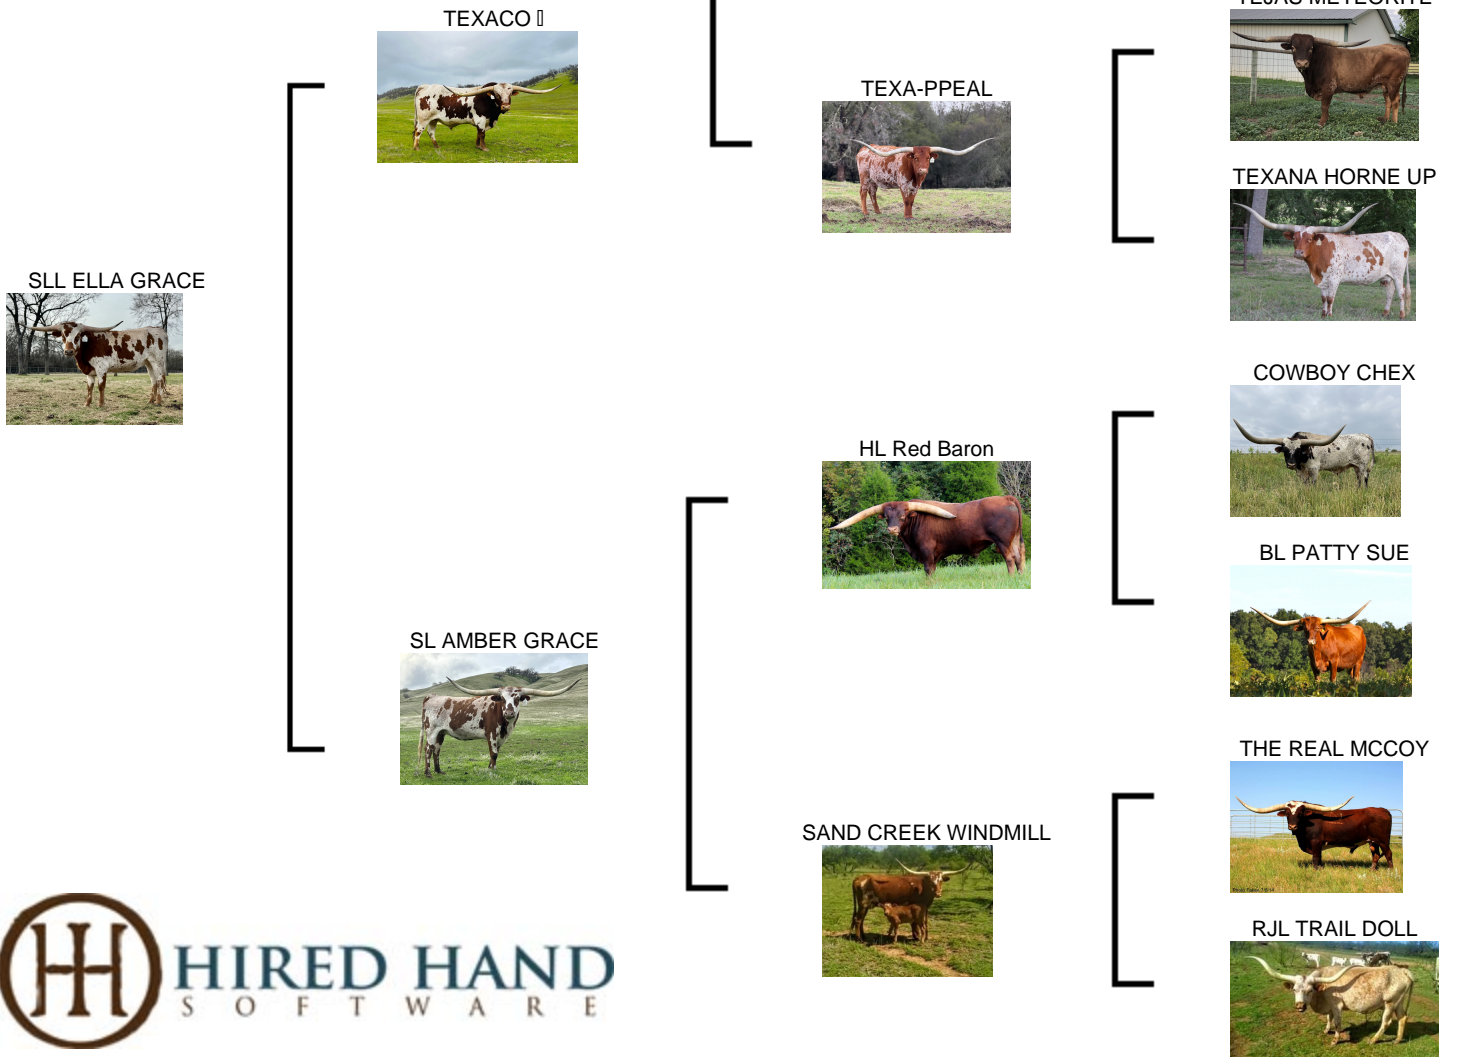 TEXACO
TEXA-PPEAL
TEXANA HORNE UP
SLL ELLA GRACE
COWBOY CHEX
HL Red Baron
BL PATTY SUE
SL AMBER GRACE
THE REAL MCCOY
SAND CREEK WINDMILL
RJL TRAIL DOLL
HIRED HAND
SOFTWARE